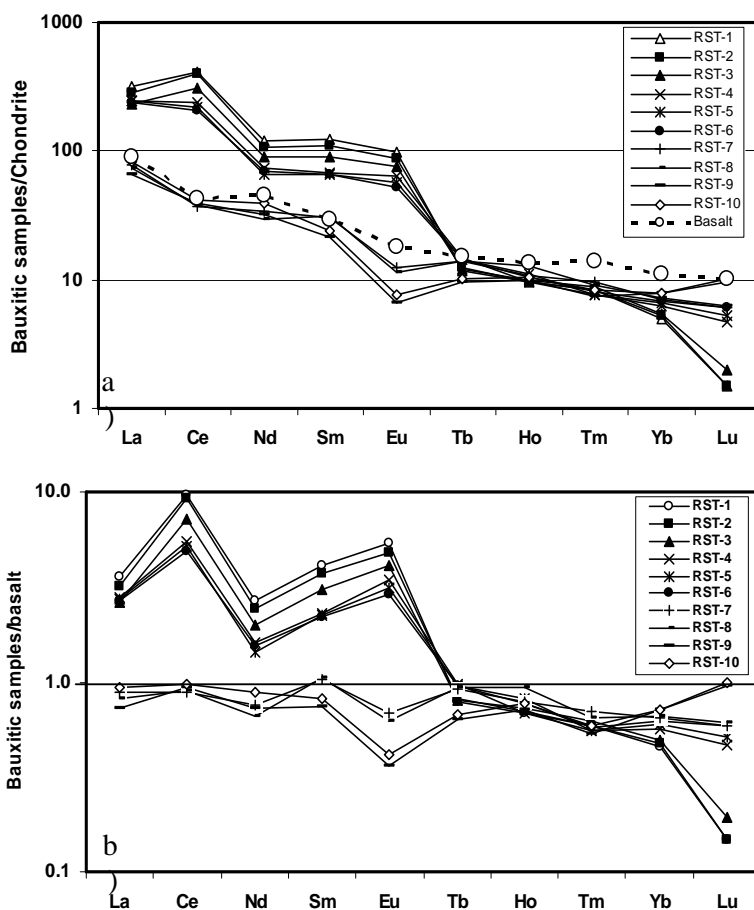 1000
100
10
1
Bauxitic samples/Chondrite
a
)
La Ce Nd Sm Eu Tb Ho Tm Yb Lu
RST-1
RST-2
RST-3
RST-4
RST-5
RST-6
RST-7
RST-8
RST-9
RST-10
Basalt
10.0
1.0
0.1
Bauxitic samples/basalt
b
)
La Ce Nd Sm Eu Tb Ho Tm Yb Lu
RST-1
RST-2
RST-3
RST-4
RST-5
RST-6
RST-7
RST-8
RST-9
RST-10